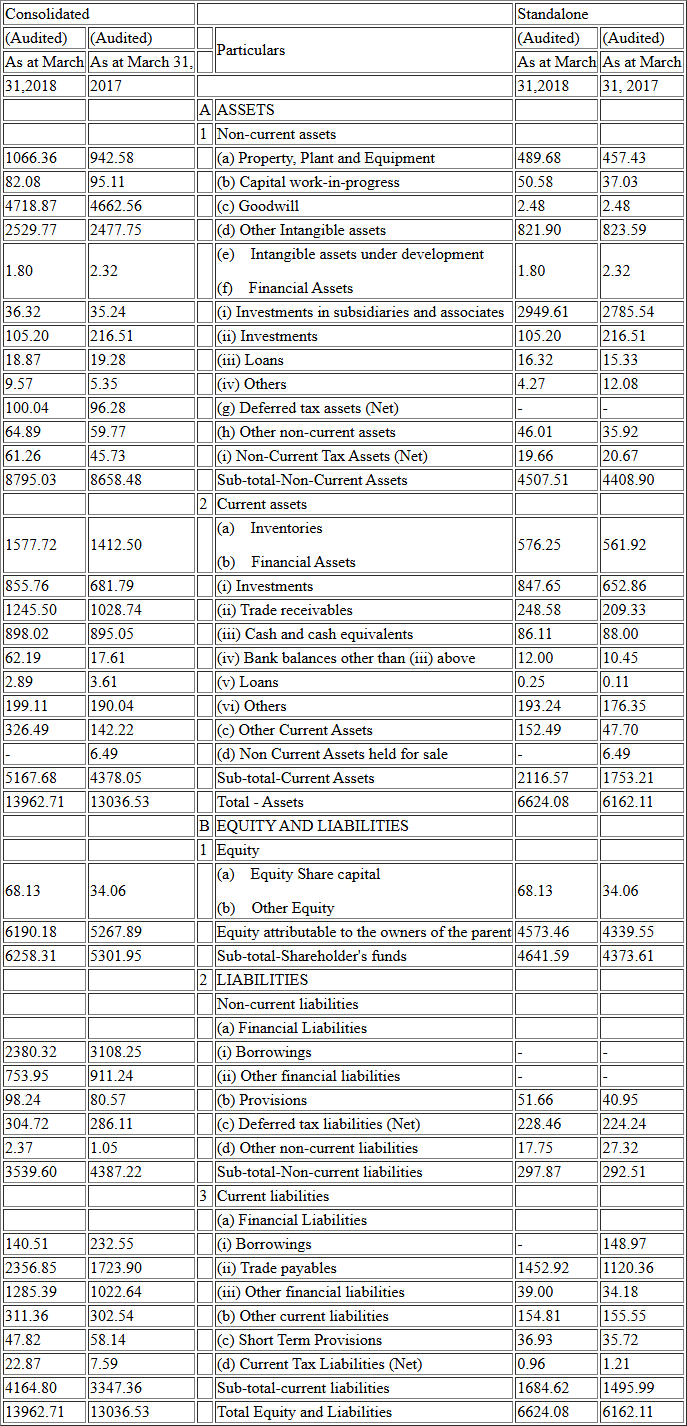 Consolidated Standalone
(Audited) (Audited) Particulars (Audited) (Audited)
As at March As at March 31, As at March As at March
31,2018 2017 31,2018 31, 2017
A ASSETS
1 Non-current assets
1066.36 942.58 (a) Property, Plant and Equipment 489.68 457.43
82.08 95.11 (b) Capital work-in-progress 50.58 37.03
4718.87 4662.56 (c) Goodwill 2.48 2.48
2529.77 2477.75 (d) Other Intangible assets 821.90 823.59
(e) Intangible assets under development
1.80 2.32 1.80 2.32
(f) Financial Assets
36.32 35.24 (i) Investments in subsidiaries and associates 2949.61 2785.54
105.20 216.51 (ii) Investments 105.20 216.51
18.87 19.28 (iii) Loans 16.32 15.33
9.57 5.35 (iv) Others 4.27 12.08
100.04 96.28 (g) Deferred tax assets (Net) - -
64.89 59.77 (h) Other non-current assets 46.01 35.92
61.26 45.73 (i) Non-Current Tax Assets (Net) 19.66 20.67
8795.03 8658.48 Sub-total-Non-Current Assets 4507.51 4408.90
2 Current assets
(a) Inventories
1577.72 1412.50 576.25 561.92
(b) Financial Assets
855.76 681.79 (i) Investments 847.65 652.86
1245.50 1028.74 (ii) Trade receivables 248.58 209.33
898.02 895.05 (iii) Cash and cash equivalents 86.11 88.00
62.19 17.61 (iv) Bank balances other than (iii) above 12.00 10.45
2.89 3.61 (v) Loans 0.25 0.11
199.11 190.04 (vi) Others 193.24 176.35
326.49 142.22 (c) Other Current Assets 152.49 47.70
- 6.49 (d) Non Current Assets held for sale - 6.49
5167.68 4378.05 Sub-total-Current Assets 2116.57 1753.21
13962.71 13036.53 Total - Assets 6624.08 6162.11
B EQUITY AND LIABILITIES
1 Equity
(a) Equity Share capital
68.13 34.06 68.13 34.06
(b) Other Equity
6190.18 5267.89 Equity attributable to the owners of the parent 4573.46 4339.55
6258.31 5301.95 Sub-total-Shareholder's funds 4641.59 4373.61
2 LIABILITIES
Non-current liabilities
(a) Financial Liabilities
2380.32 3108.25 (i) Borrowings - -
753.95 911.24 (ii) Other financial liabilities - -
98.24 80.57 (b) Provisions 51.66 40.95
304.72 286.11 (c) Deferred tax liabilities (Net) 228.46 224.24
2.37 1.05 (d) Other non-current liabilities 17.75 27.32
3539.60 4387.22 Sub-total-Non-current liabilities 297.87 292.51
3 Current liabilities
(a) Financial Liabilities
140.51 232.55 (i) Borrowings - 148.97
2356.85 1723.90 (ii) Trade payables 1452.92 1120.36
1285.39 1022.64 (iii) Other financial liabilities 39.00 34.18
311.36 302.54 (b) Other current liabilities 154.81 155.55
47.82 58.14 (c) Short Term Provisions 36.93 35.72
22.87 7.59 (d) Current Tax Liabilities (Net) 0.96 1.21
4164.80 3347.36 Sub-total-current liabilities 1684.62 1495.99
13962.71 13036.53 Total Equity and Liabilities 6624.08 6162.11